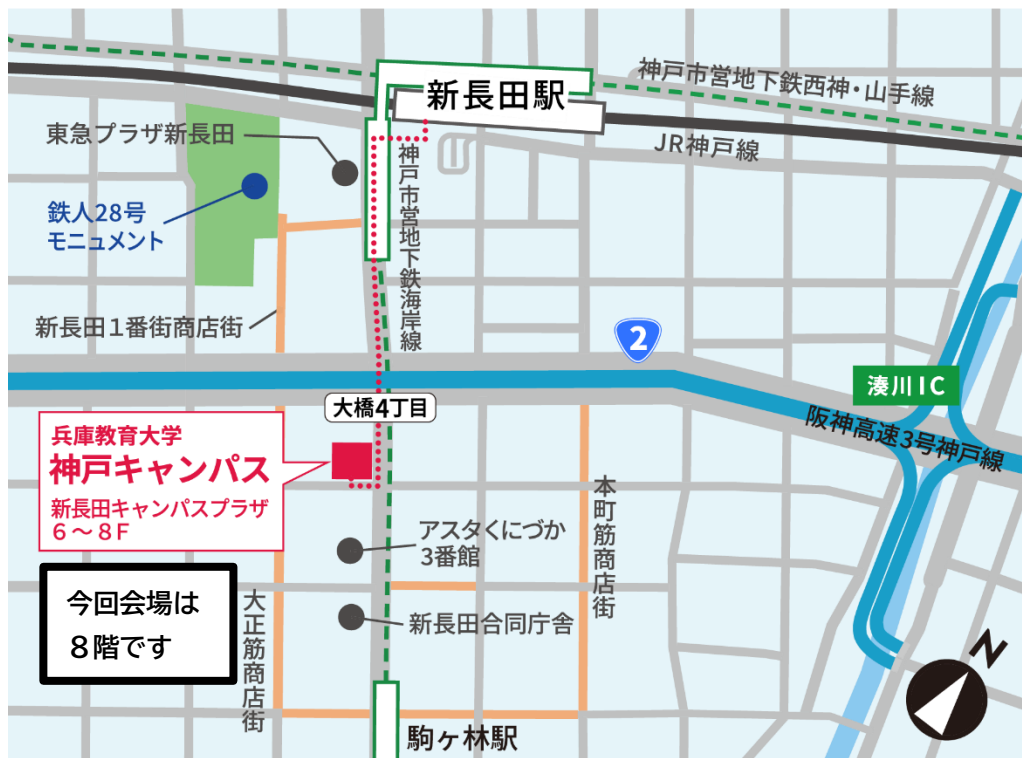 新長田駅
神戸市営地下鉄西神・山手線
JR神戸線
東急プラザ新長田
神戸市営地下鉄海岸線
鉄人28号
モニュメント
新長田１番街商店街
2
湊川IC
大橋4丁目
阪神高速3号神戸線
兵庫教育大学
神戸キャンパス
新長田キャンパスプラザ
６～８F
本町筋商店街
アスタくにづか
3番館
今回会場は
８階です
大正筋商店街
新長田合同庁舎
N
駒ヶ林駅